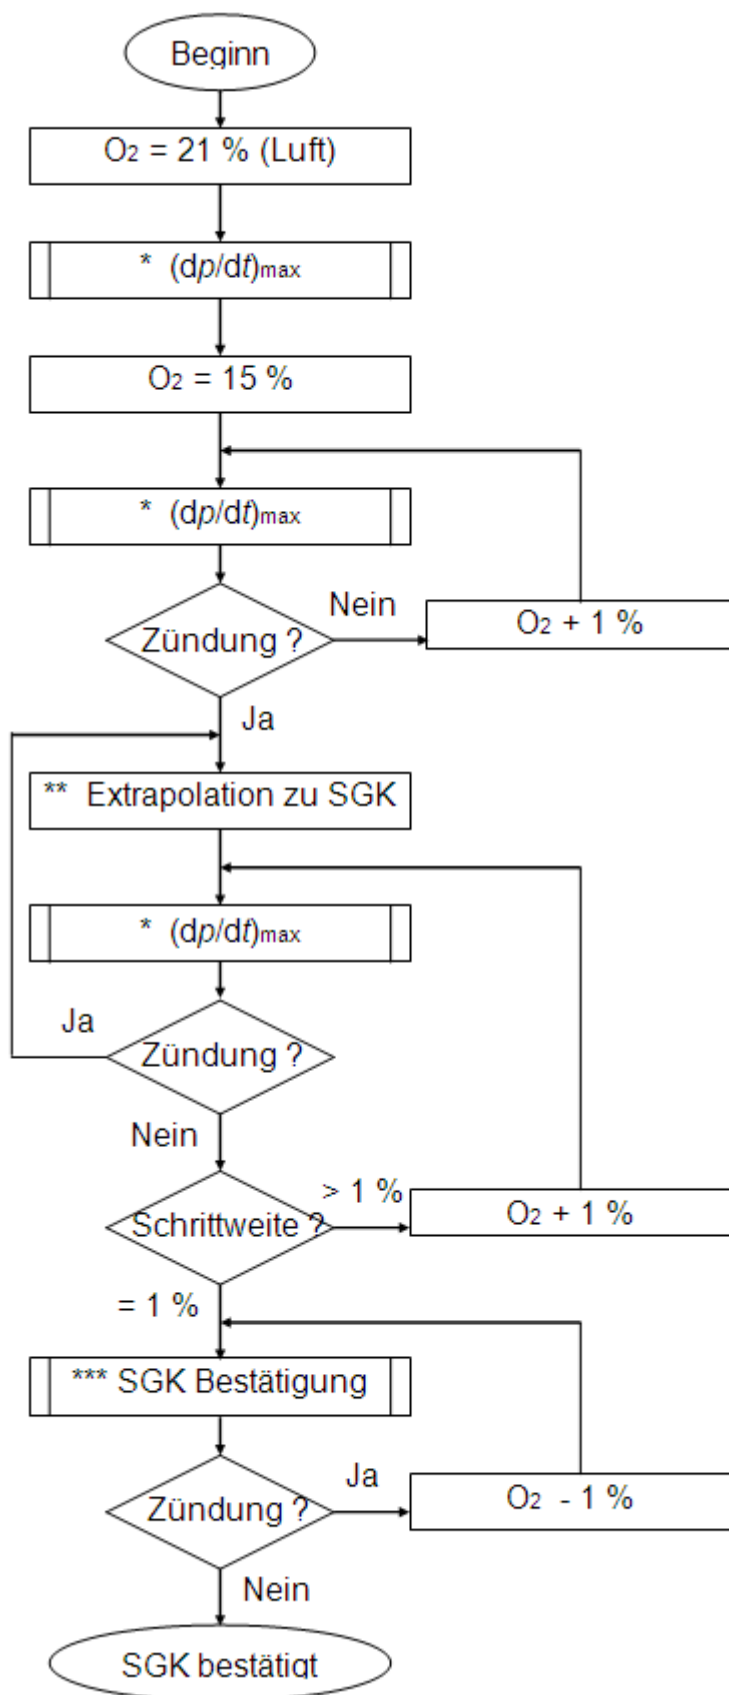 Beginn
O₂ = 21 % (Luft)
* (dp/dt)max
O₂ = 15 %
* (dp/dt)max
Zündung ?
Nein
O₂ + 1 %
Ja
** Extrapolation zu SGK
* (dp/dt)max
Ja
Zündung ?
Nein
Schrittweite ?
> 1 %
O₂ + 1 %
= 1 %
*** SGK Bestätigung
Zündung ?
Ja
O₂ - 1 %
Nein
SGK bestätigt